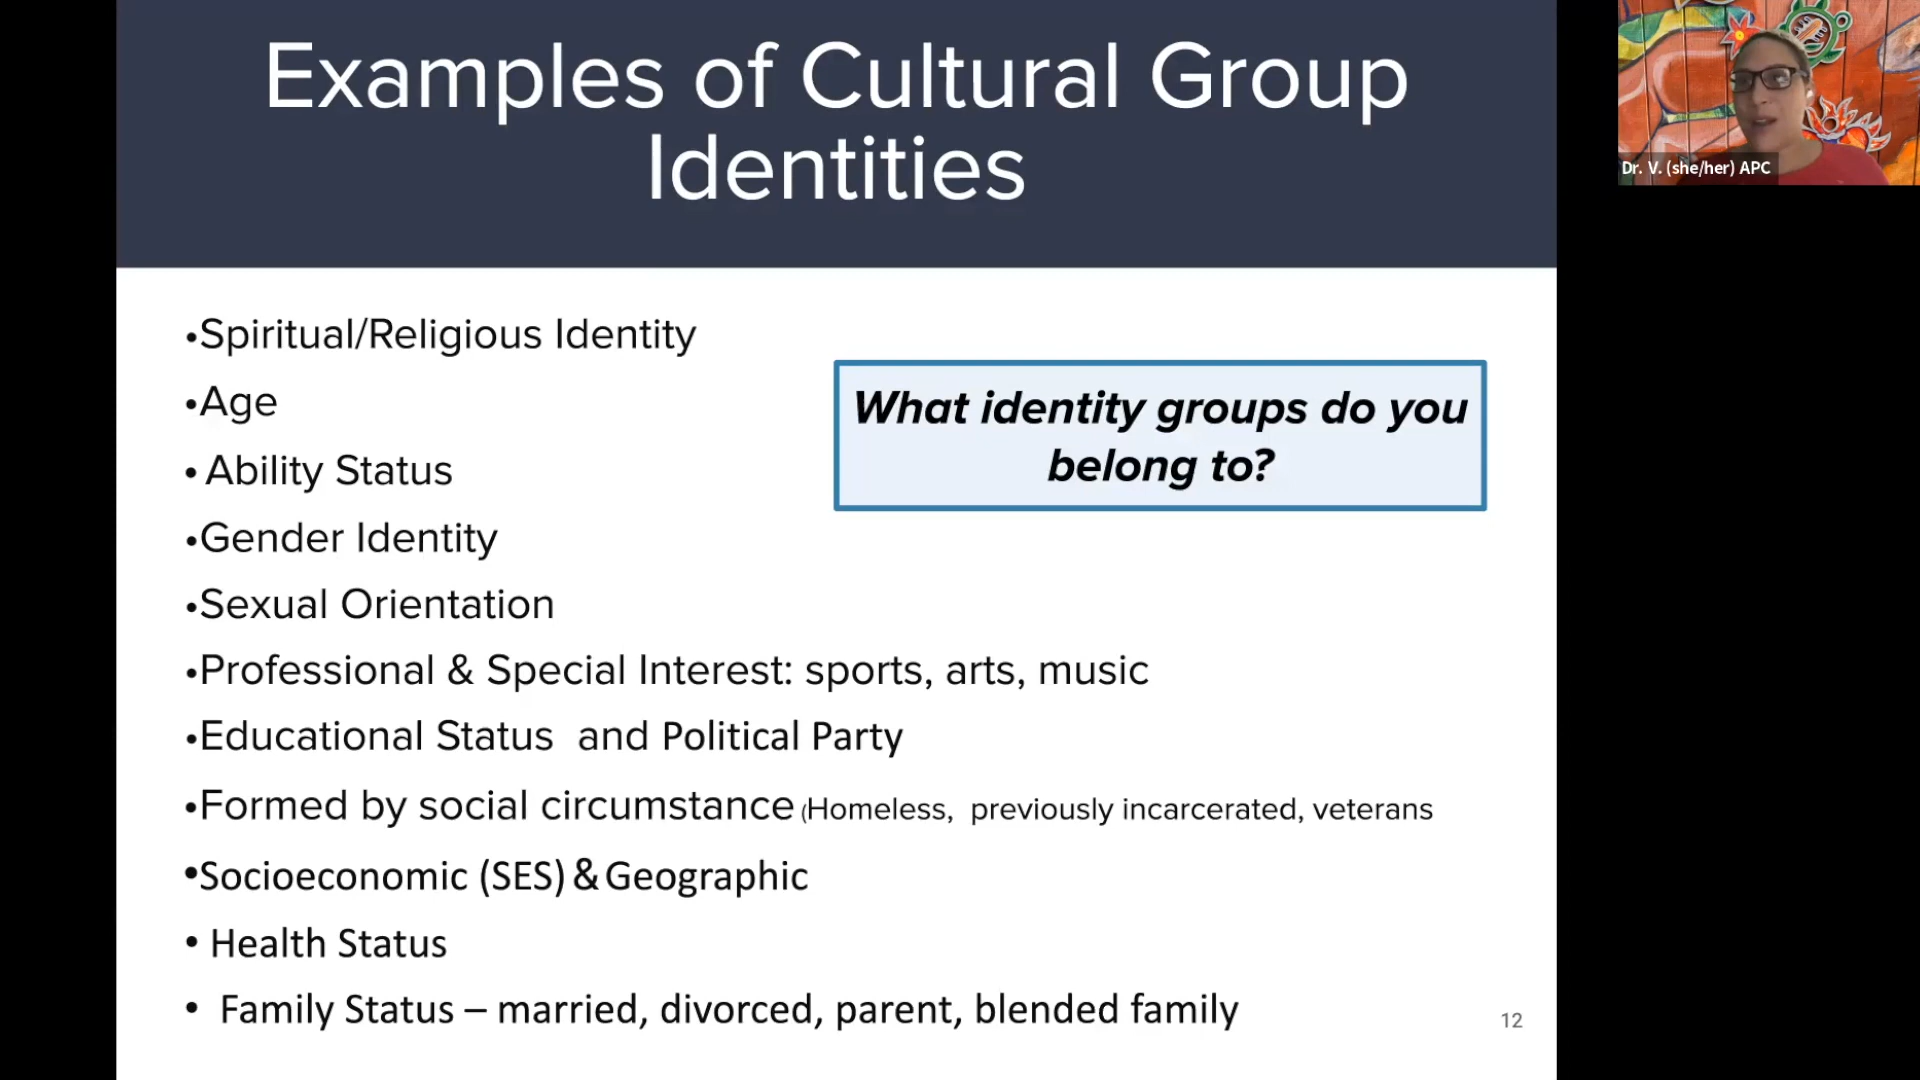 Examples of Cultural Group
Identities
Dr. V. (she/her) APC
•Spiritual/Religious Identity
•Age
• Ability Status
•Gender Identity
•Sexual Orientation
•Professional & Special Interest: sports, arts, music
•Educational Status and Political Party
•Formed by social circumstance (Homeless, previously incarcerated, veterans
•Socioeconomic (SES) & Geographic
• Health Status
• Family Status – married, divorced, parent, blended family
What identity groups do you
belong to?
12